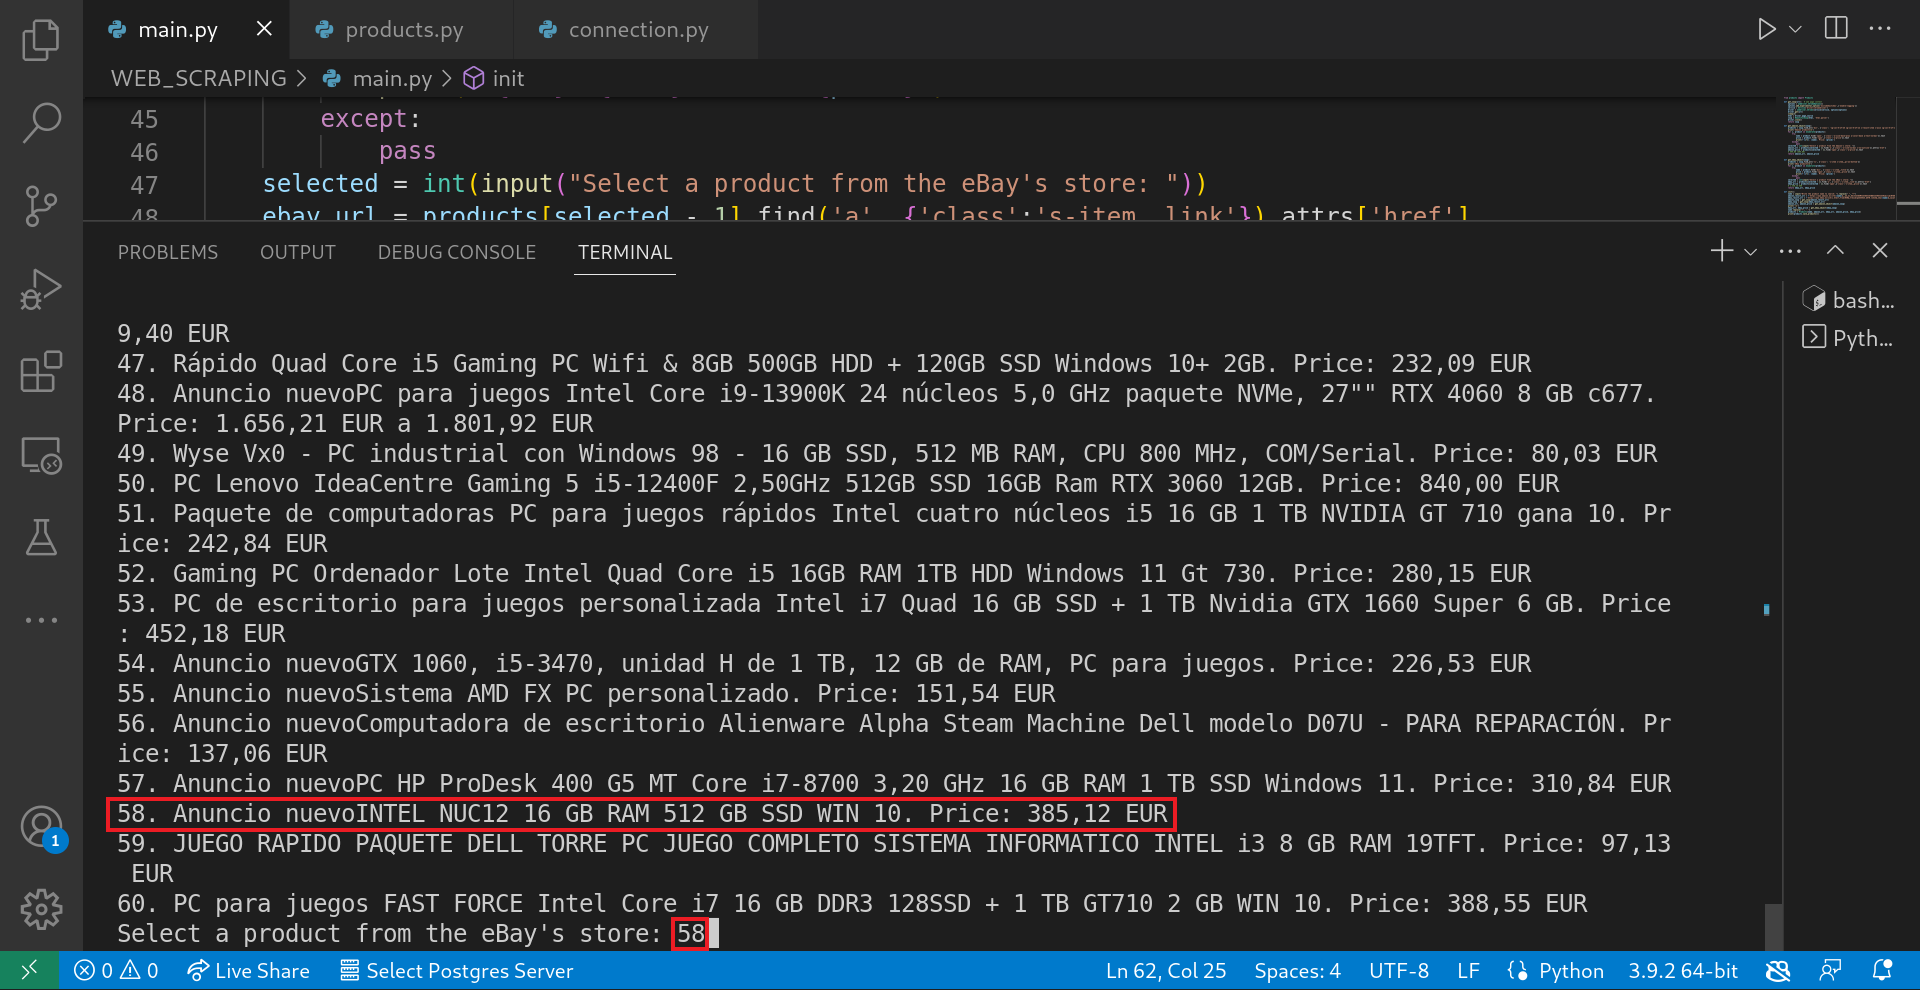 main.py
products.py
connection.py
WEB_SCRAPING > main.py > init
45 except:
46 pass
47 selected = int(input("Select a product from the eBay's store: "))
48 ebay_url = products[selected - 1].find('a', {'class':'s-item__link'}).attrs['href']
PROBLEMS OUTPUT DEBUG CONSOLE TERMINAL
bash...
Pyth...
9,40 EUR
47. Rápido Quad Core i5 Gaming PC Wifi & 8GB 500GB HDD + 120GB SSD Windows 10+ 2GB. Price: 232,09 EUR
48. Anuncio nuevoPC para juegos Intel Core i9-13900K 24 núcleos 5,0 GHz paquete NVMe, 27"" RTX 4060 8 GB c677.
Price: 1.656,21 EUR a 1.801,92 EUR
49. Wyse Vx0 - PC industrial con Windows 98 - 16 GB SSD, 512 MB RAM, CPU 800 MHz, COM/Serial. Price: 80,03 EUR
50. PC Lenovo IdeaCentre Gaming 5 i5-12400F 2,50GHz 512GB SSD 16GB Ram RTX 3060 12GB. Price: 840,00 EUR
51. Paquete de computadoras PC para juegos rápidos Intel cuatro núcleos i5 16 GB 1 TB NVIDIA GT 710 gana 10. Pr
ice: 242,84 EUR
52. Gaming PC Ordenador Lote Intel Quad Core i5 16GB RAM 1TB HDD Windows 11 Gt 730. Price: 280,15 EUR
53. PC de escritorio para juegos personalizada Intel i7 Quad 16 GB SSD + 1 TB Nvidia GTX 1660 Super 6 GB. Price
: 452,18 EUR
54. Anuncio nuevoGTX 1060, i5-3470, unidad H de 1 TB, 12 GB de RAM, PC para juegos. Price: 226,53 EUR
55. Anuncio nuevoSistema AMD FX PC personalizado. Price: 151,54 EUR
56. Anuncio nuevoComputadora de escritorio Alienware Alpha Steam Machine Dell modelo D07U - PARA REPARACIÓN. Pr
ice: 137,06 EUR
57. Anuncio nuevoPC HP ProDesk 400 G5 MT Core i7-8700 3,20 GHz 16 GB RAM 1 TB SSD Windows 11. Price: 310,84 EUR
58. Anuncio nuevoINTEL NUC12 16 GB RAM 512 GB SSD WIN 10. Price: 385,12 EUR
59. JUEGO RAPIDO PAQUETE DELL TORRE PC JUEGO COMPLETO SISTEMA INFORMATICO INTEL i3 8 GB RAM 19TFT. Price: 97,13
EUR
60. PC para juegos FAST FORCE Intel Core i7 16 GB DDR3 128SSD + 1 TB GT710 2 GB WIN 10. Price: 388,55 EUR
Select a product from the eBay's store: 58
1
0 0 Live Share Select Postgres Server Ln 62, Col 25 Spaces: 4 UTF-8 LF Python 3.9.2 64-bit